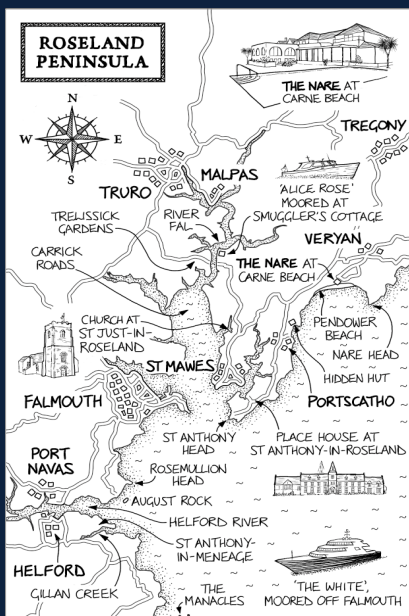 ROSELAND
PENINSULA
N
W
E
S
THE NARE AT
CARNE BEACH
TREGONY
TRURO
MALPAS
'ALICE ROSE'
MOORED AT
SMUGGLER'S COTTAGE
TRELISSICK
GARDENS
RIVER
FAL
VERYAN
CARRICK
ROADS
THE NARE AT
CARNE BEACH
CHURCH AT
ST JUST-IN-
ROSELAND
PENDOWER
BEACH
NARE HEAD
HIDDEN HUT
ST MAWES
FALMOUTH
PORTSCATHO
ST ANTHONY
HEAD
PLACE HOUSE AT
ST ANTHONY-IN-ROSELAND
PORT
NAVAS
ROSEMULLION
HEAD
AUGUST ROCK
HELFORD RIVER
ST ANTHONY-
IN-MENEAGE
HELFORD
GILLAN CREEK
THE
MANACLES
'THE WHITE',
MOORED OFF FALMOUTH